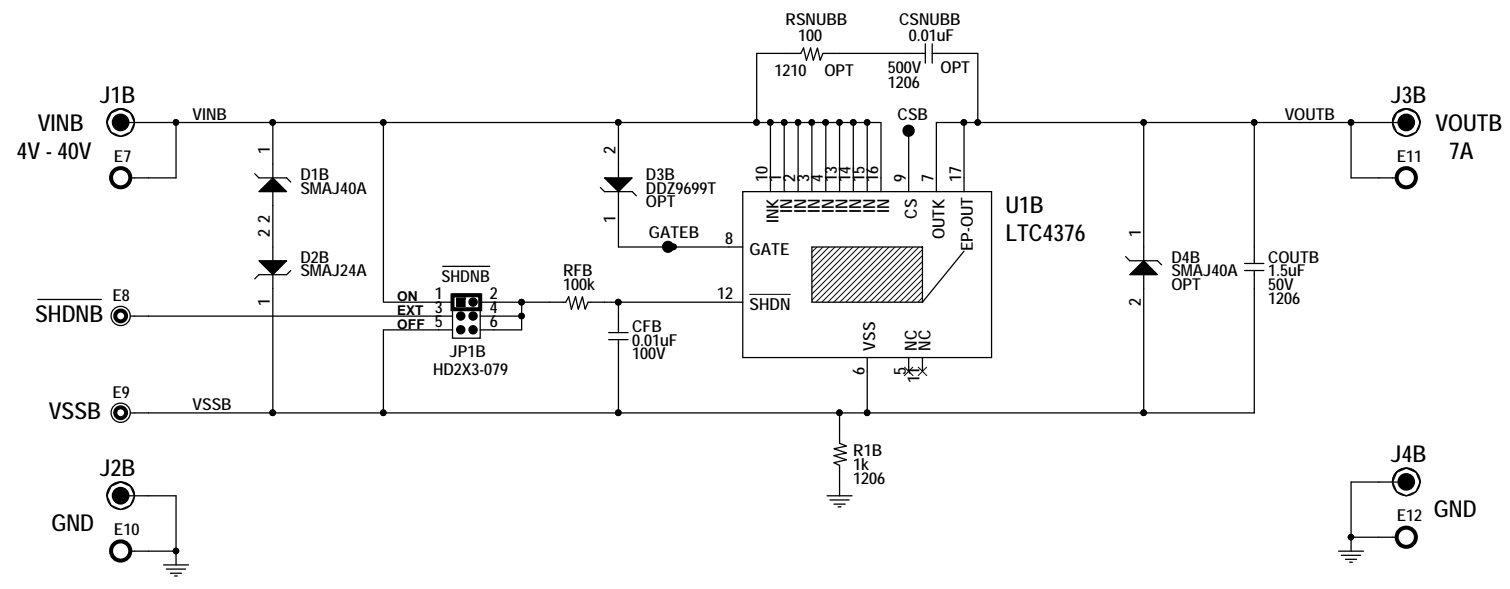 RSNUBB
100
1210 OPT
CSNUBB
0.01uF
500V OPT
1206
J1B
VINB
4V - 40V
E7
VINB
1
D1B
SMAJ40A
2
2
D2B
SMAJ24A
1
2
D3B
DDZ9699T
OPT
1
GATEB
8
GATE
CSB
10
1
2
3
4
13
14
15
16
9
7
17
INK
IN
IN
IN
IN
IN
IN
IN
IN
CS
OUTK
EP-OUT
U1B
LTC4376
VOUTB
J3B
VOUTB
7A
E11
1
D4B
SMAJ40A
OPT
2
COUTB
1.5uF
50V
1206
SHDNB
E8
SHDNB
ON
1
2
EXT
3
4
OFF
5
6
JP1B
HD2X3-079
RFB
100k
12
SHDN
CFB
0.01uF
100V
VSS
NC
NC
6
5
11
VSSB
E9
VSSB
R1B
1k
1206
J2B
GND
E10
J4B
GND
E12